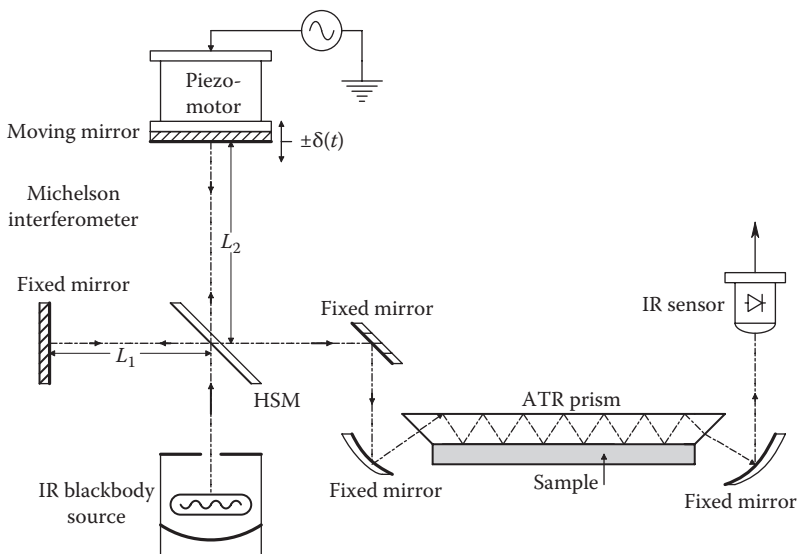 Piezo-
motor
Moving mirror
±δ(t)
Michelson
interferometer
L2
Fixed mirror
L1
HSM
Fixed mirror
IR sensor
ATR prism
Sample
Fixed mirror
Fixed mirror
IR blackbody
source